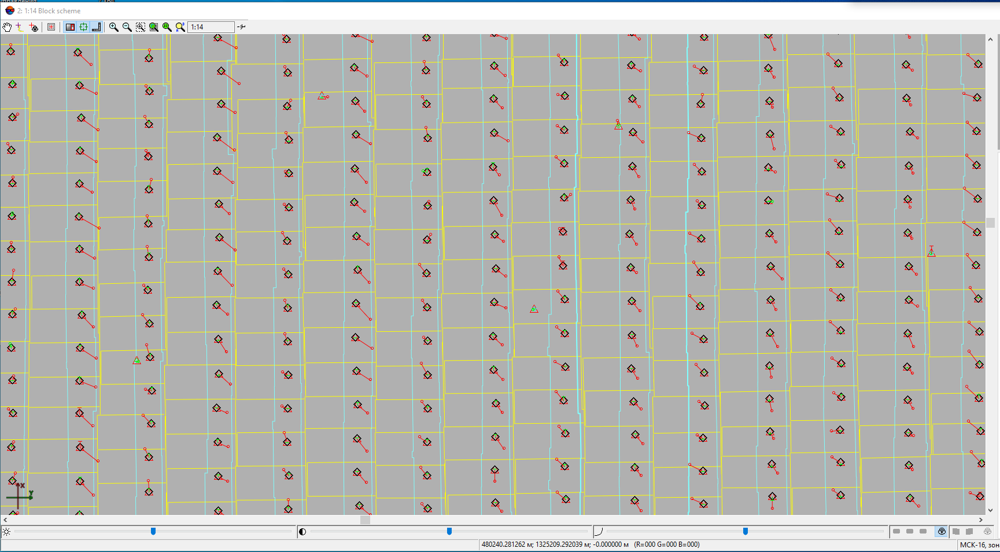 2: 1:14 Block scheme
1:14
X
Y
480240.281262 м; 1325209.292039 м; -0.000000 м (R=000 G=000 B=000)
МСК-16, зон